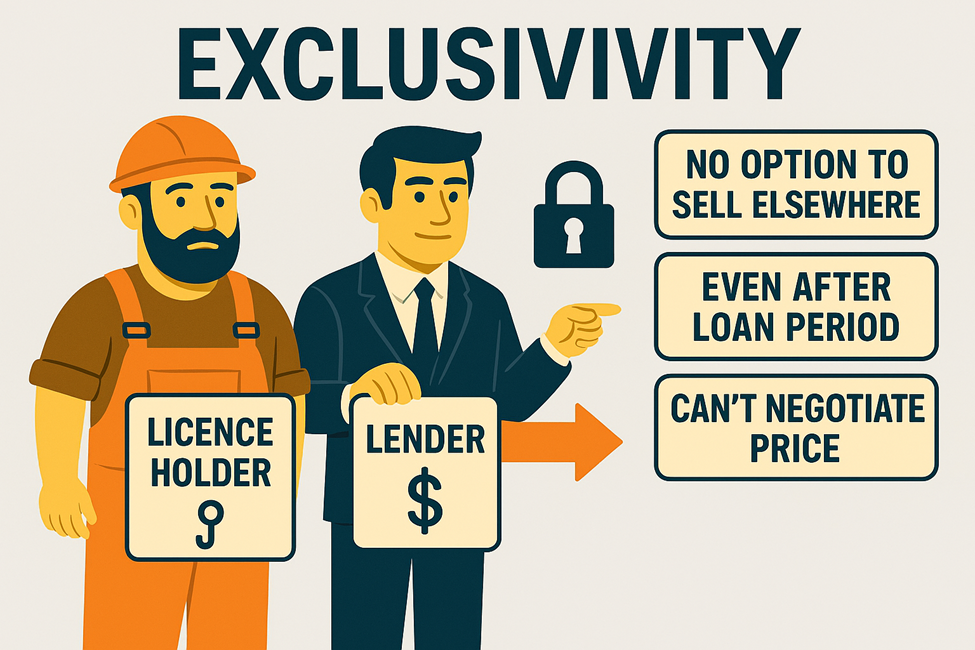 EXCLUSIVIVITY
LICENCE
HOLDER
LENDER
$
NO OPTION TO
SELL ELSEWHERE
EVEN AFTER
LOAN PERIOD
CAN'T NEGOTIATE
PRICE